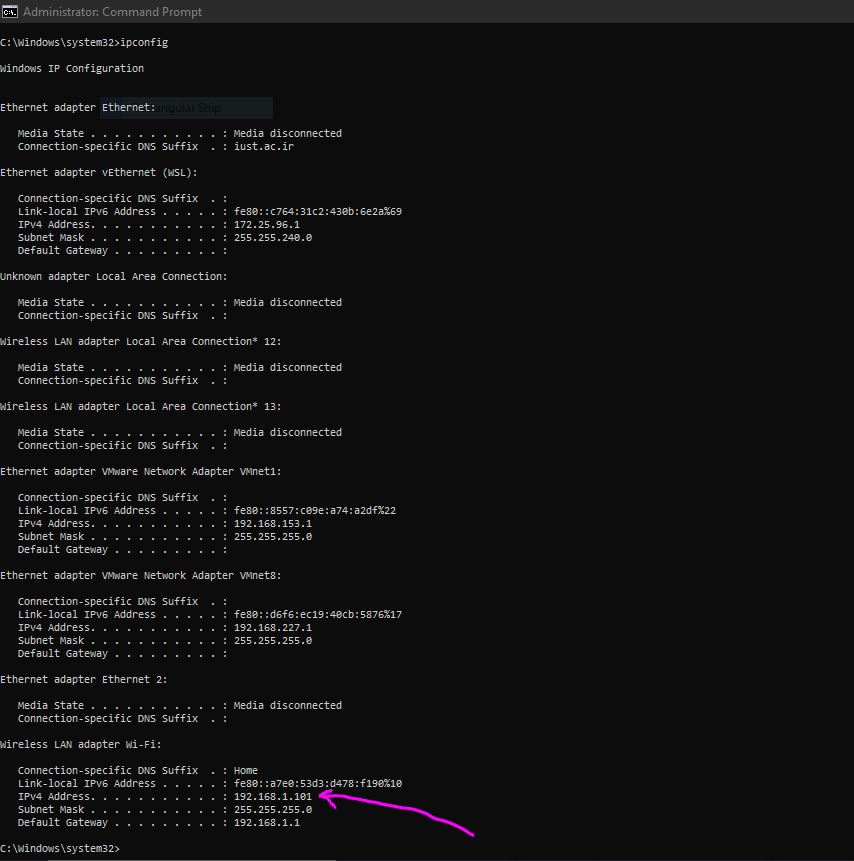 Administrator: Command Prompt
C:\Windows\system32>ipconfig
Windows IP Configuration
Ethernet adapter Ethernet:angular Snip
Media State . . . . . . . . . . . : Media disconnected
Connection-specific DNS Suffix  . : iust.ac.ir
Ethernet adapter vEthernet (WSL):
Connection-specific DNS Suffix  . :
Link-local IPv6 Address . . . . . : fe80::c764:31c2:430b:6e2a%69
IPv4 Address. . . . . . . . . . . : 172.25.96.1
Subnet Mask . . . . . . . . . . . : 255.255.240.0
Default Gateway . . . . . . . . . :
Unknown adapter Local Area Connection:
Media State . . . . . . . . . . . : Media disconnected
Connection-specific DNS Suffix  . :
Wireless LAN adapter Local Area Connection* 12:
Media State . . . . . . . . . . . : Media disconnected
Connection-specific DNS Suffix  . :
Wireless LAN adapter Local Area Connection* 13:
Media State . . . . . . . . . . . : Media disconnected
Connection-specific DNS Suffix  . :
Ethernet adapter VMware Network Adapter VMnet1:
Connection-specific DNS Suffix  . :
Link-local IPv6 Address . . . . . : fe80::8557:c09e:a74:a2df%22
IPv4 Address. . . . . . . . . . . : 192.168.153.1
Subnet Mask . . . . . . . . . . . : 255.255.255.0
Default Gateway . . . . . . . . . :
Ethernet adapter VMware Network Adapter VMnet8:
Connection-specific DNS Suffix  . :
Link-local IPv6 Address . . . . . : fe80::d6f6:ec19:40cb:5876%17
IPv4 Address. . . . . . . . . . . : 192.168.227.1
Subnet Mask . . . . . . . . . . . : 255.255.255.0
Default Gateway . . . . . . . . . :
Ethernet adapter Ethernet 2:
Media State . . . . . . . . . . . : Media disconnected
Connection-specific DNS Suffix  . :
Wireless LAN adapter Wi-Fi:
Connection-specific DNS Suffix  . : Home
Link-local IPv6 Address . . . . . : fe80::a7e0:53d3:d478:f190%10
IPv4 Address. . . . . . . . . . . : 192.168.1.101
Subnet Mask . . . . . . . . . . . : 255.255.255.0
Default Gateway . . . . . . . . . : 192.168.1.1
C:\Windows\system32>